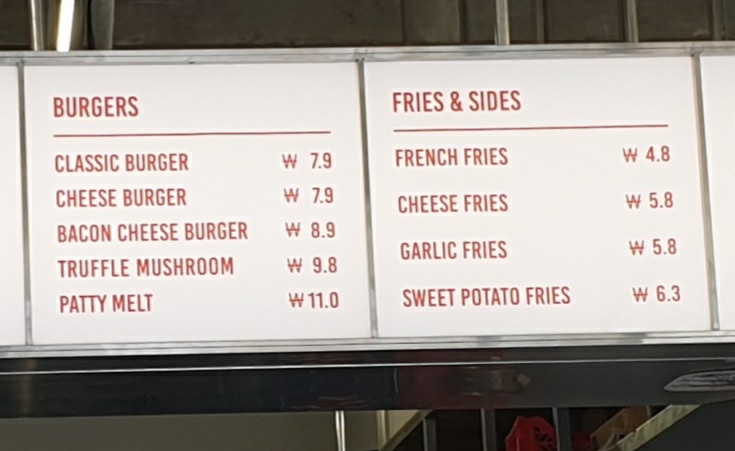 BURGERS
CLASSIC BURGER ₩ 7.9
CHEESE BURGER ₩ 7.9
BACON CHEESE BURGER ₩ 8.9
TRUFFLE MUSHROOM ₩ 9.8
PATTY MELT ₩ 11.0
FRIES & SIDES
FRENCH FRIES ₩ 4.8
CHEESE FRIES ₩ 5.8
GARLIC FRIES ₩ 5.8
SWEET POTATO FRIES ₩ 6.3